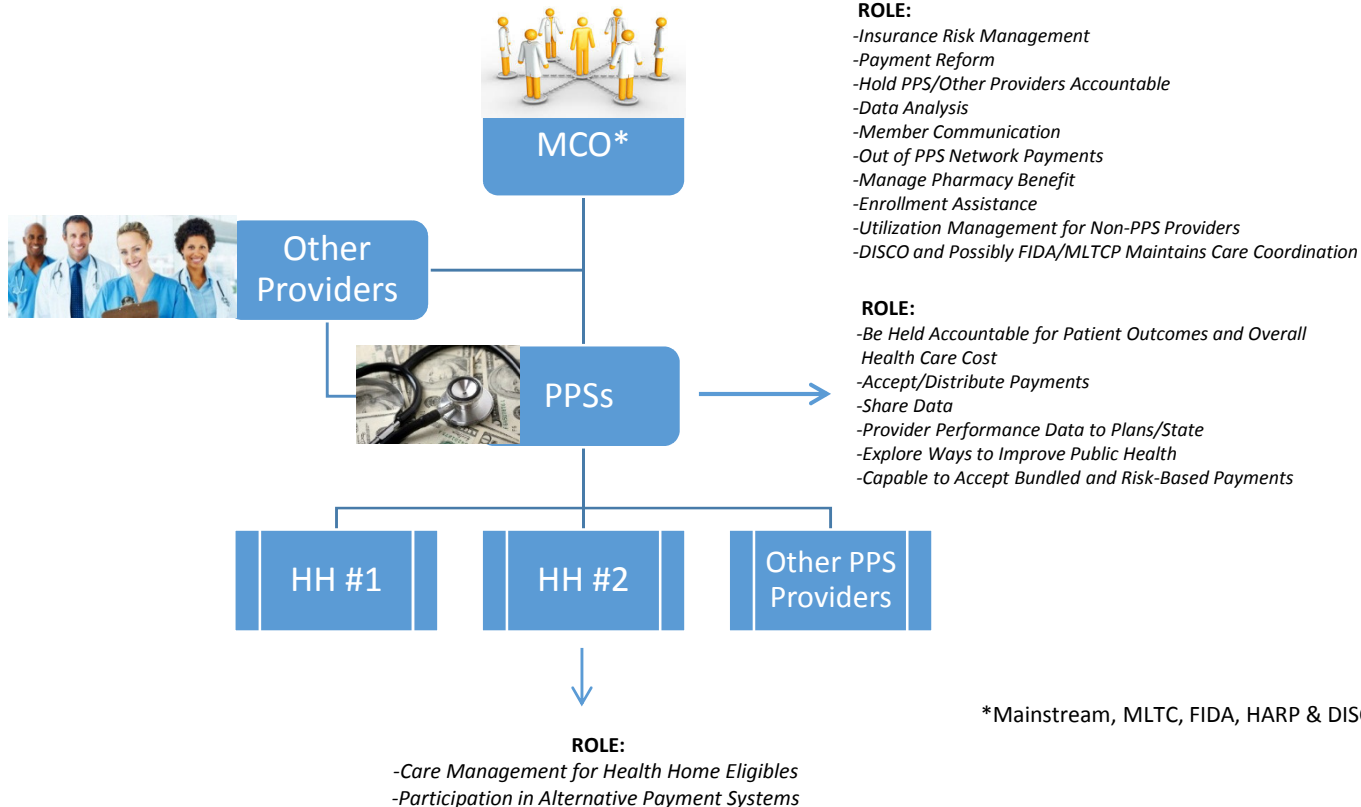 MCO*
ROLE:
-Insurance Risk Management
-Payment Reform
-Hold PPS/Other Providers Accountable
-Data Analysis
-Member Communication
-Out of PPS Network Payments
-Manage Pharmacy Benefit
-Enrollment Assistance
-Utilization Management for Non-PPS Providers
-DISCO and Possibly FIDA/MLTCP Maintains Care Coordination
Other
Providers
PPSs
ROLE:
-Be Held Accountable for Patient Outcomes and Overall
Health Care Cost
-Accept/Distribute Payments
-Share Data
-Provider Performance Data to Plans/State
-Explore Ways to Improve Public Health
-Capable to Accept Bundled and Risk-Based Payments
HH #1
HH #2
Other PPS
Providers
*Mainstream, MLTC, FIDA, HARP &
ROLE:
-Care Management for Health Home Eligibles
-Participation in Alternative Payment Systems